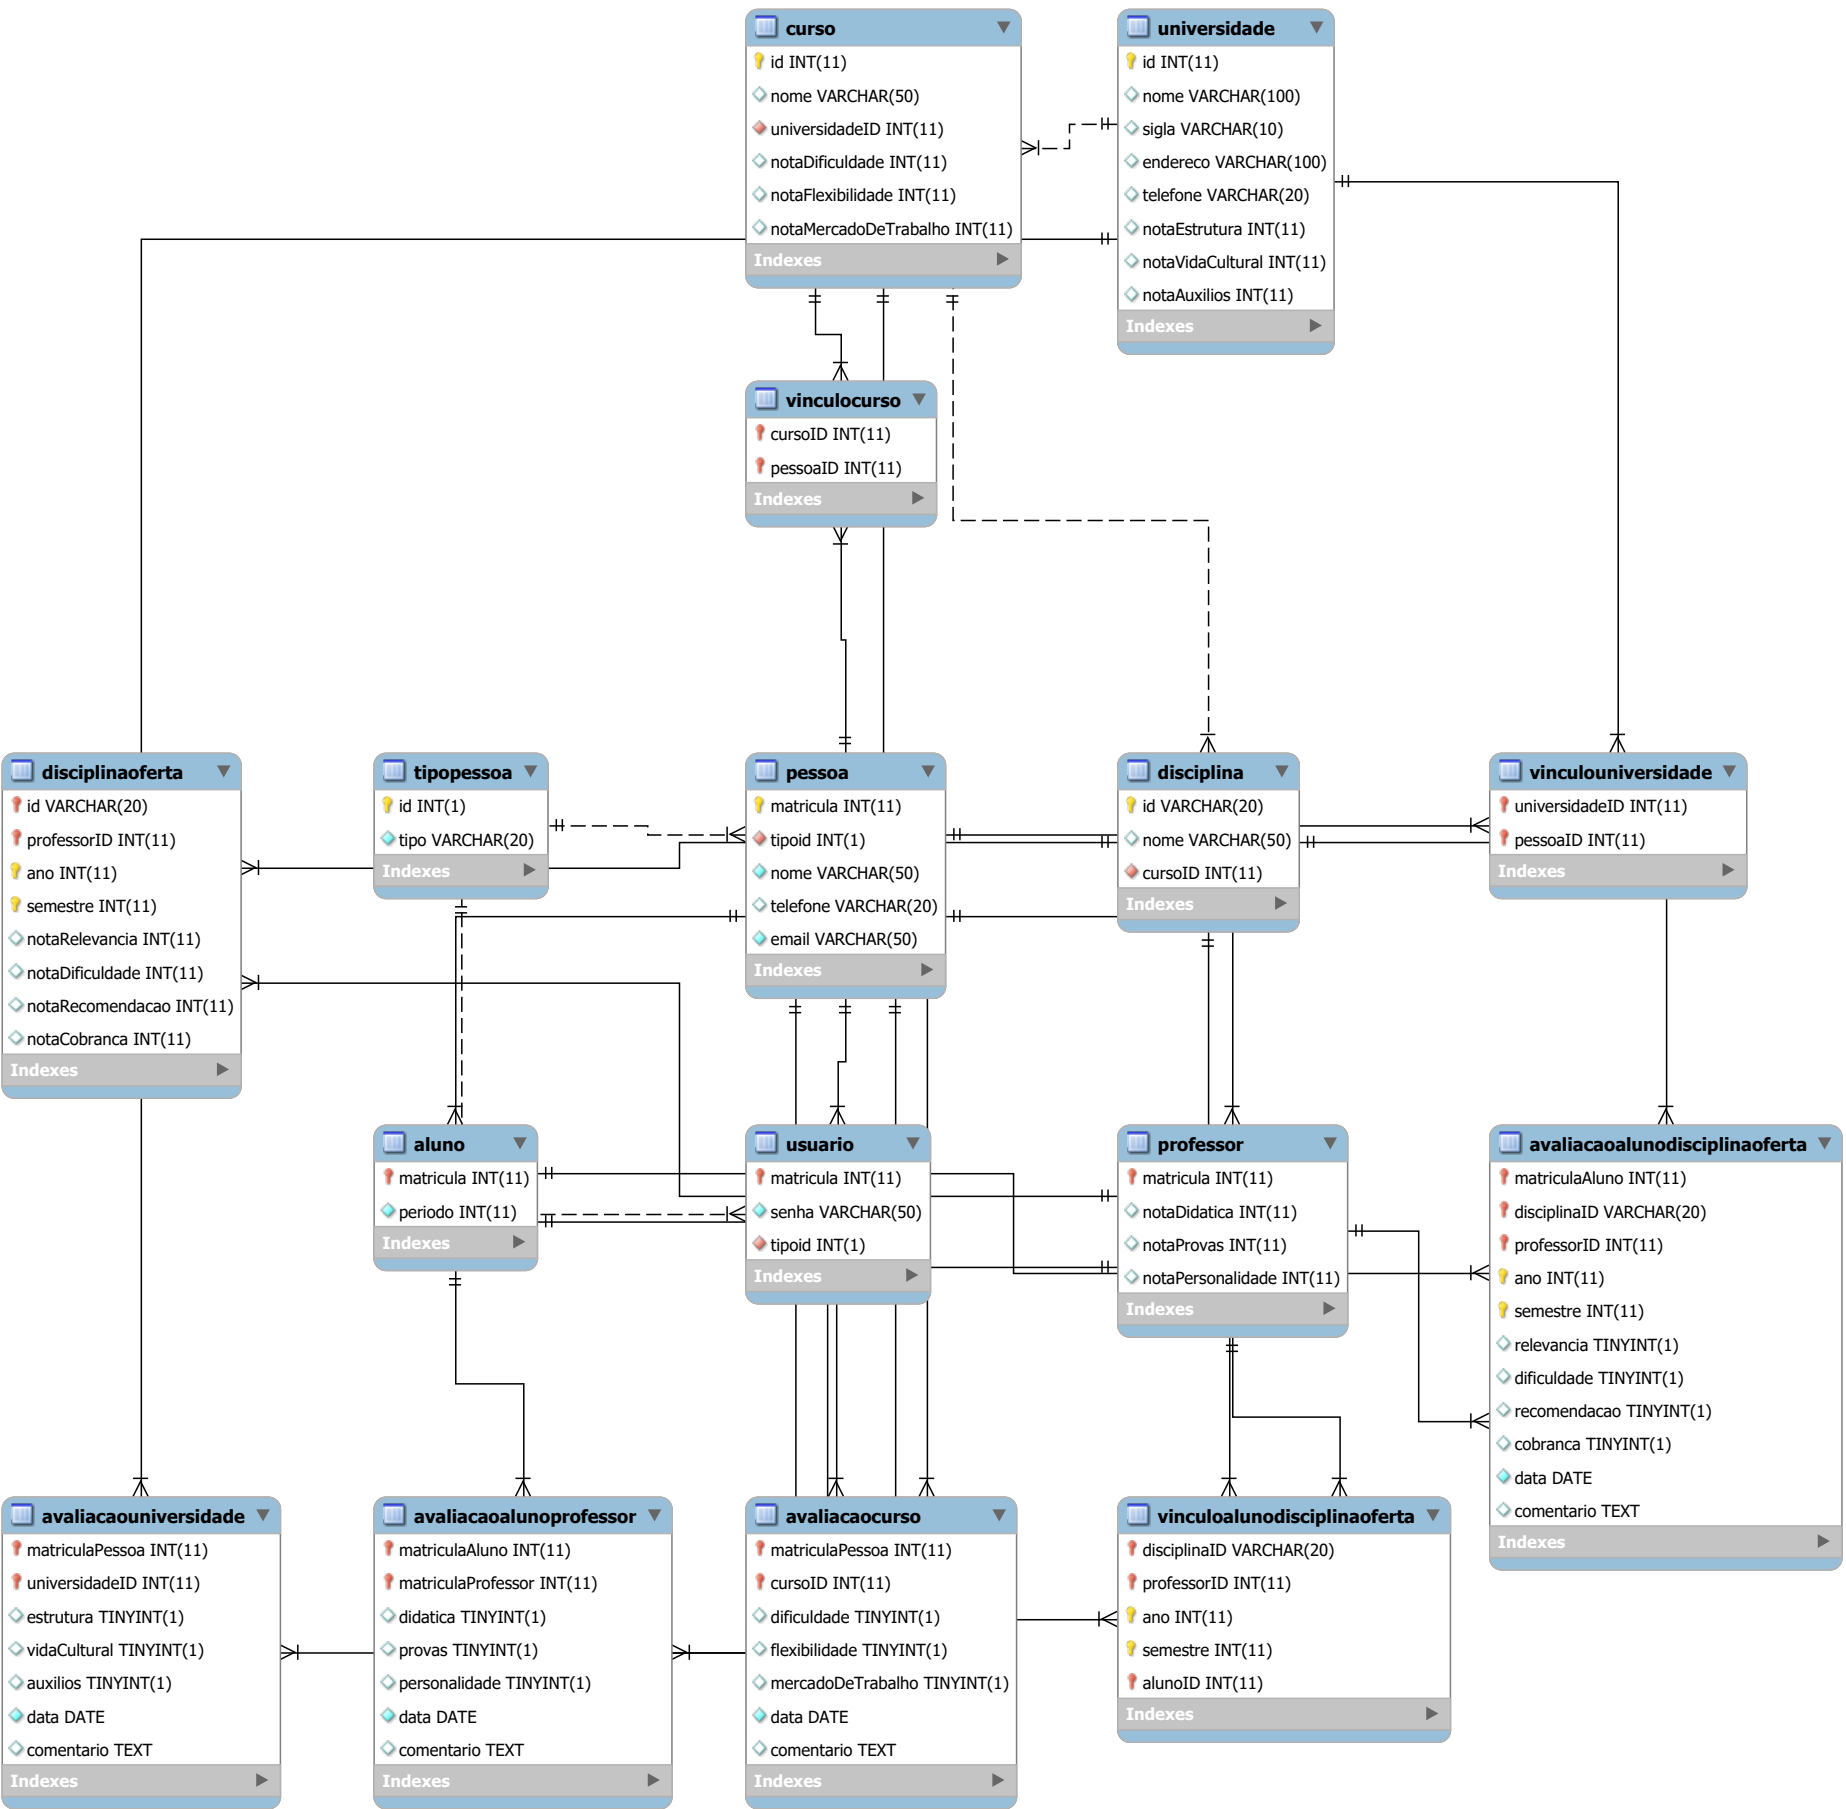 curso
id INT(11)
nome VARCHAR(50)
universidadeID INT(11)
notaDificuldade INT(11)
notaFlexibilidade INT(11)
notaMercadoDeTrabalho INT(11)
Indexes
universidade
id INT(11)
nome VARCHAR(100)
sigla VARCHAR(10)
endereco VARCHAR(100)
telefone VARCHAR(20)
notaEstrutura INT(11)
notaVidaCultural INT(11)
notaAuxilios INT(11)
Indexes
vinculocurso
cursoID INT(11)
pessoaID INT(11)
Indexes
disciplinaoferta
id VARCHAR(20)
professorID INT(11)
ano INT(11)
semestre INT(11)
notaRelevancia INT(11)
notaDificuldade INT(11)
notaRecomendacao INT(11)
notaCobranca INT(11)
Indexes
tipopessoa
id INT(1)
tipo VARCHAR(20)
Indexes
pessoa
matricula INT(11)
tipoid INT(1)
nome VARCHAR(50)
telefone VARCHAR(20)
email VARCHAR(50)
Indexes
disciplina
id VARCHAR(20)
nome VARCHAR(50)
cursoID INT(11)
Indexes
vinculouniversidade
universidadeID INT(11)
pessoaID INT(11)
Indexes
aluno
matricula INT(11)
periodo INT(11)
Indexes
usuario
matricula INT(11)
senha VARCHAR(50)
tipoid INT(1)
Indexes
professor
matricula INT(11)
notaDidatica INT(11)
notaProvas INT(11)
notaPersonalidade INT(11)
Indexes
avaliacaoalunodisciplinaoferta
matriculaAluno INT(11)
disciplinaID VARCHAR(20)
professorID INT(11)
ano INT(11)
semestre INT(11)
relevancia TINYINT(1)
dificuldade TINYINT(1)
recomendacao TINYINT(1)
cobranca TINYINT(1)
data DATE
comentario TEXT
Indexes
avaliacaouniversidade
matriculaPessoa INT(11)
universidadeID INT(11)
estrutura TINYINT(1)
vidaCultural TINYINT(1)
auxilios TINYINT(1)
data DATE
comentario TEXT
Indexes
avaliacaoalunoprofessor
matriculaAluno INT(11)
matriculaProfessor INT(11)
didatica TINYINT(1)
provas TINYINT(1)
personalidade TINYINT(1)
data DATE
comentario TEXT
Indexes
avaliacaocurso
matriculaPessoa INT(11)
cursoID INT(11)
dificuldade TINYINT(1)
flexibilidade TINYINT(1)
mercadoDeTrabalho TINYINT(1)
data DATE
comentario TEXT
Indexes
vinculoalunodisciplinaoferta
disciplinaID VARCHAR(20)
professorID INT(11)
ano INT(11)
semestre INT(11)
alunoID INT(11)
Indexes